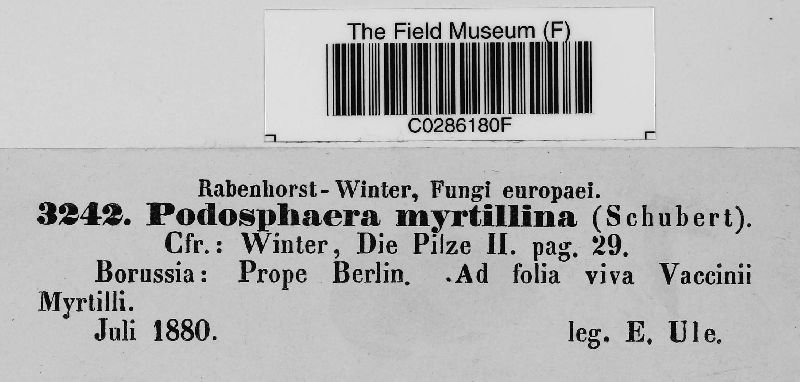 The Field Museum (F)
C0286180F
Rabenhorst-Winter, Fungi europaei.
3242. Podosphaera myrtillina (Schubert).
Cfr.: Winter, Die Pilze II. pag. 29.
Borussia: Prope Berlin. Ad folia viva Vaccinii
Myrtilli.
Juli 1880. leg. E. Ule.